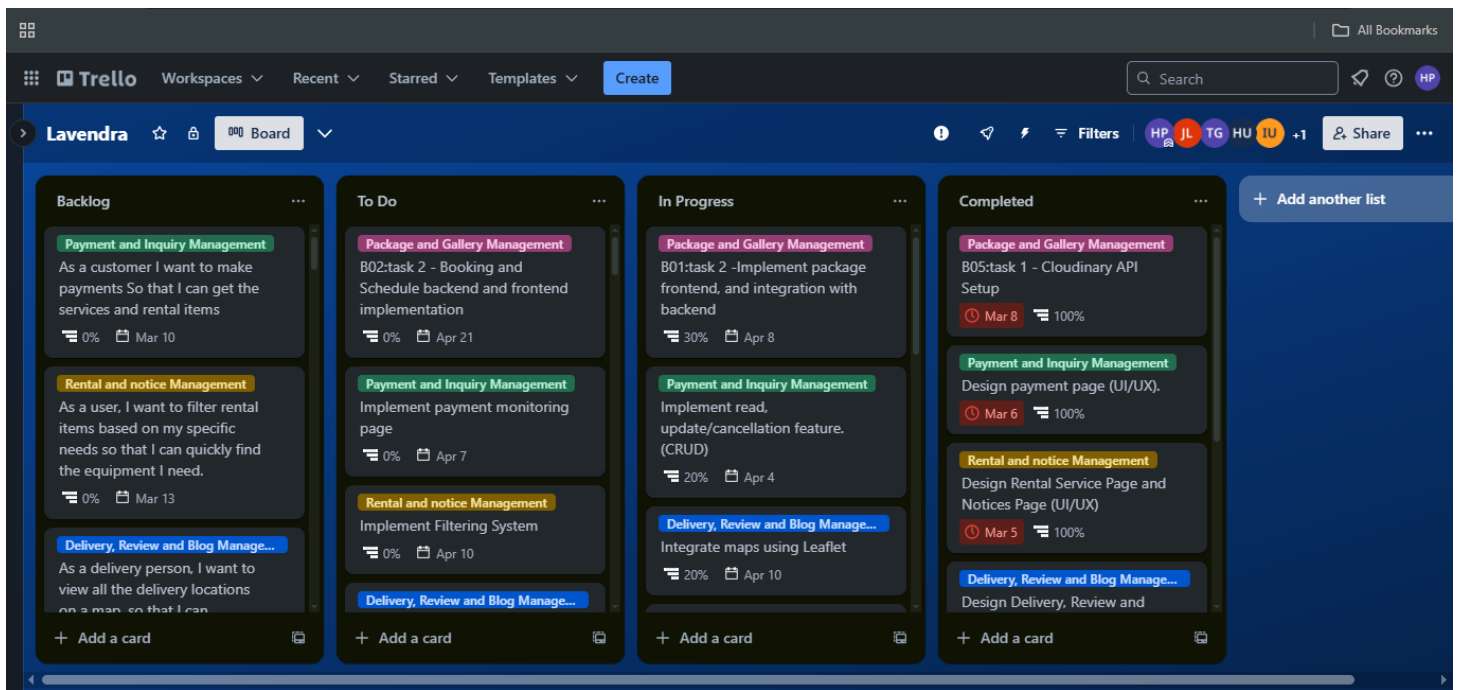 All Bookmarks
Trello
Workspaces
Recent
Starred
Templates
Create
Search
HP
Lavendra
Board
Filters
HP
JL
TG
HU
IU
+1
Share
Backlog
Payment and Inquiry Management
As a customer I want to make
payments So that I can get the
services and rental items
0%
Mar 10
Rental and notice Management
As a user, I want to filter rental
items based on my specific
needs so that I can quickly find
the equipment I need.
0%
Mar 13
Delivery, Review and Blog Manage...
As a delivery person, I want to
view all the delivery locations
on a map, so that I can
Add a card
To Do
Package and Gallery Management
B02:task 2 - Booking and
Schedule backend and frontend
implementation
0%
Apr 21
Payment and Inquiry Management
Implement payment monitoring
page
0%
Apr 7
Rental and notice Management
Implement Filtering System
0%
Apr 10
Delivery, Review and Blog Manage...
Add a card
In Progress
Package and Gallery Management
B01:task 2 -Implement package
frontend, and integration with
backend
30%
Apr 8
Payment and Inquiry Management
Implement read,
update/cancellation feature.
(CRUD)
20%
Apr 4
Delivery, Review and Blog Manage...
Integrate maps using Leaflet
20%
Apr 10
Add a card
Completed
Package and Gallery Management
B05:task 1 - Cloudinary API
Setup
Mar 8
100%
Payment and Inquiry Management
Design payment page (UI/UX).
Mar 6
100%
Rental and notice Management
Design Rental Service Page and
Notices Page (UI/UX)
Mar 5
100%
Delivery, Review and Blog Manage...
Design Delivery, Review and
Add a card
Add another list